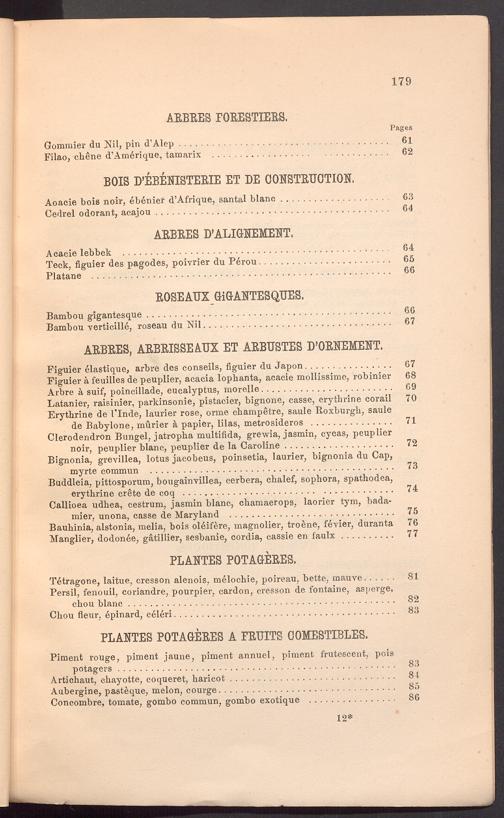 179
ARBRES FORESTIERS.
Pages
Gommier du Nil, pin d'Alep ........ 61
Filao, chêne d'Amérique, tamarix ........ 62
BOIS D'ÉBÉNISTERIE ET DE CONSTRUCTION.
Acacie bois noir, ébénier d'Afrique, santal blanc ........ 63
Cedrel odorant, acajou ........ 64
ARBRES D'ALIGNEMENT.
Acacie lebbek ........ 64
Teck, figuier des pagodes, poivrier du Pérou ........ 65
Platane ........ 66
ROSEAUX GIGANTESQUES.
Bambou gigantesque ........ 66
Bambou verticillé, roseau du Nil ........ 67
ARBRES, ARBRISSEAUX ET ARBUSTES D'ORNEMENT.
Figuier élastique, arbre des conseils, figuier du Japon ........ 67
Figuier à feuilles de peuplier, acacia lophanta, acacie mollissime, robinier 68
Arbre à suif, poincillade, eucalyptus, morelle ........ 69
Latanier, raisinier, parkinsonie, pistacier, bignone, casse, erythrine corail 70
Erythrine de l'Inde, laurier rose, orme champêtre, saule Roxburgh, saule
de Babylone, mûrier à papier, lilas, metrosideros ........ 71
Clerodendron Bungel, jatropha multifida, grewia, jasmin, cycas, peuplier
noir, peuplier blanc, peuplier de la Caroline ........ 72
Bignonia, grevillea, lotus jacobeus, poinsetia, laurier, bignonia du Cap,
myrte commun ........ 73
Buddleia, pittosporum, bougainvillea, cerbera, chalef, sophora, spathodea,
erythrine crête de coq ........ 74
Callioea udhea, cestrum, jasmin blanc, chamaerops, laorier tym, bada-
mier, unona, casse de Maryland ........ 75
Bauhinia, alstonia, melia, bois oléifère, magnolier, troène, févier, duranta 76
Manglier, dodonée, gâtillier, sesbanie, cordia, cassie en faulx ........ 77
PLANTES POTAGÈRES.
Tétragone, laitue, cresson alenois, mélochie, poireau, bette, mauve ...... 81
Persil, fenouil, coriandre, pourpier, cardon, cresson de fontaine, asperge,
chou blanc ........ 82
Chou fleur, épinard, céléri ........ 83
PLANTES POTAGÈRES A FRUITS COMESTIBLES.
Piment rouge, piment jaune, piment annuel, piment frutescent, pois
potagers ........ 83
Artichaut, chayotte, coqueret, haricot ........ 84
Aubergine, pastèque, melon, courge ........ 85
Concombre, tomate, gombo commun, gombo exotique ........ 86
12*